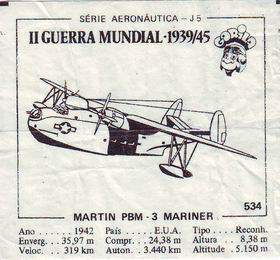 SÉRIE AERONÁUTICA - J5
II GUERRA MUNDIAL - 1939/45
534
MARTIN PBM - 3 MARINER
Ano ...... 1942 País ..... E.U.A. Tipo .... Reconh.
Enverg... 35,97 m Compr... 24,38 m Altura .. 8,38 m
Veloc. .. 319 km Auton. 3.440 km Altitude . 5.150 m